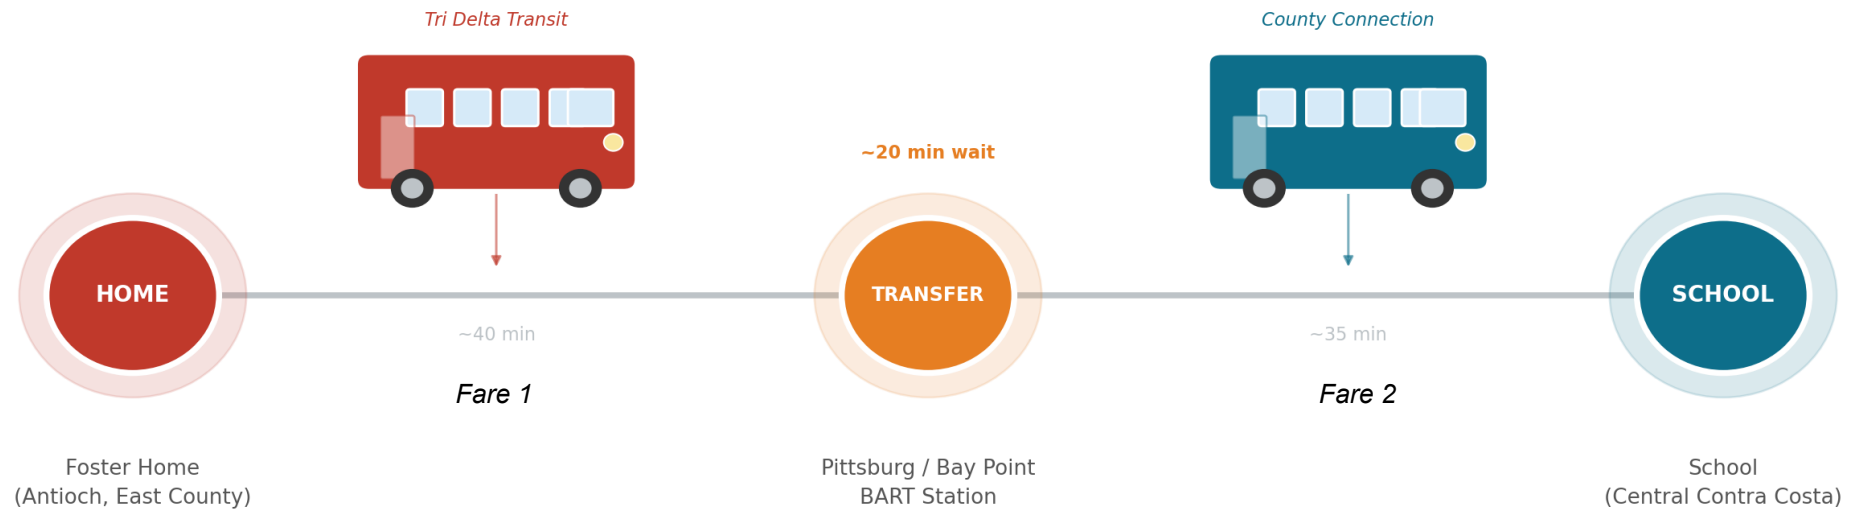 Tri Delta Transit
County Connection
~20 min wait
HOME
TRANSFER
SCHOOL
~40 min
~35 min
Fare 1
Fare 2
Foster Home
(Antioch, East County)
Pittsburg / Bay Point
BART Station
School
(Central Contra Costa)